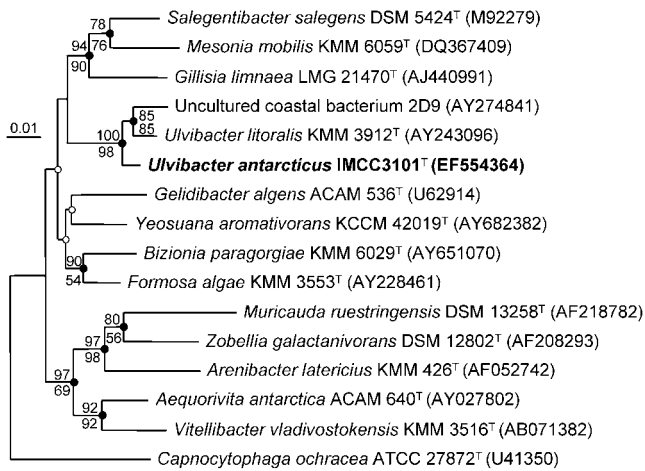 78
Salegentibacter salegens DSM 5424T (M92279)
94 76
Mesonia mobilis KMM 6059T (DQ367409)
90
Gillisia limnaea LMG 21470T (AJ440991)
Uncultured coastal bacterium 2D9 (AY274841)
85
0.01
100 85
Ulvibacter litoralis KMM 3912T (AY243096)
98
Ulvibacter antarcticus IMCC3101T (EF554364)
Gelidibacter algens ACAM 536T (U62914)
Yeosuana aromativorans KCCM 42019T (AY682382)
Bizionia paragorgiae KMM 6029T (AY651070)
90
54
Formosa algae KMM 3553T (AY228461)
Muricauda ruestringensis DSM 13258T (AF218782)
80
97 56
Zobellia galactanivorans DSM 12802T (AF208293)
98
Arenibacter latericius KMM 426T (AF052742)
97
69
Aequorivita antarctica ACAM 640T (AY027802)
92
92
Vitellibacter vladivostokensis KMM 3516T (AB071382)
Capnocytophaga ochracea ATCC 27872T (U41350)